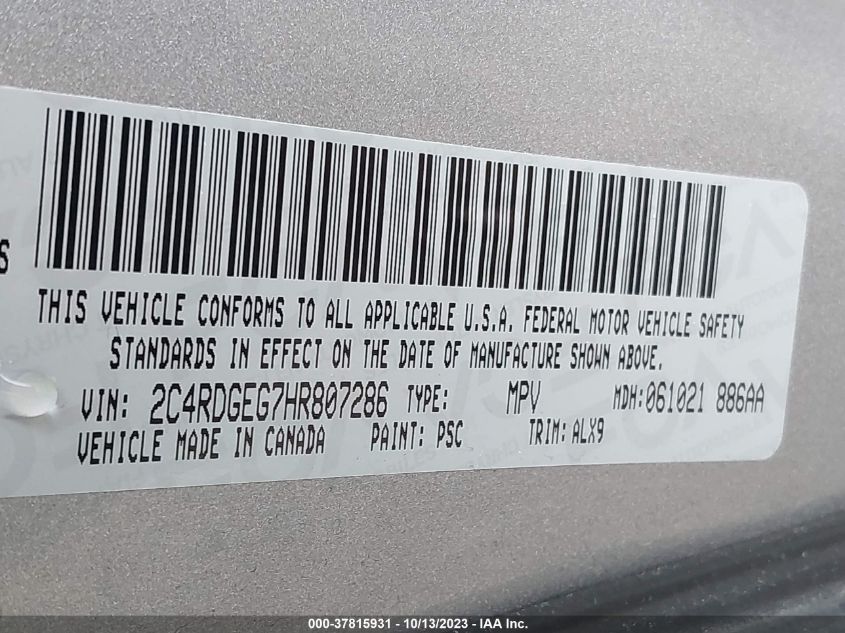 S
THIS VEHICLE CONFORMS TO ALL APPLICABLE U.S.A. FEDERAL MOTOR VEHICLE SAFETY
STANDARDS IN EFFECT ON THE DATE OF MANUFACTURE SHOWN ABOVE.
VIN: 2C4RDGEG7HR807286 TYPE: MPV MDH:061021 886AA
VEHICLE MADE IN CANADA PAINT: PSC TRIM: ALX9
000-37815931 - 10/13/2023 - IAA Inc.